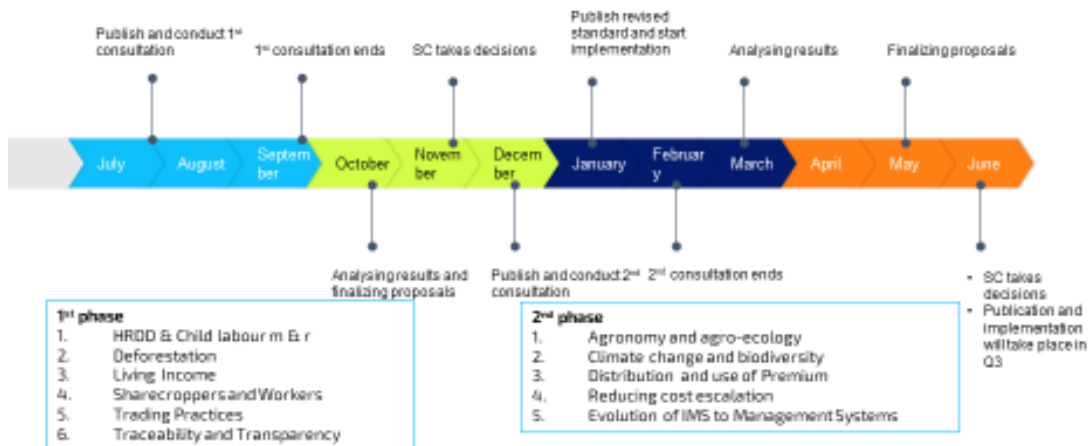 Publish and conduct 1st
consultation
1st consultation ends
SC takes decisions
Publish revised
standard and start
implementation
Analysing results
Finalizing proposals
July
August
Septem
ber
October
Novem
ber
Decem
ber
January
Februar
y
March
April
May
June
Analysing results and
finalizing proposals
Publish and conduct 2nd
consultation
2nd consultation ends
• SC takes
decisions
• Publication and
implementation
will take place in
Q3
1st phase
1. HRDD & Child labour m & r
2. Deforestation
3. Living Income
4. Sharecroppers and Workers
5. Trading Practices
6. Traceability and Transparency
2nd phase
1. Agronomy and agro-ecology
2. Climate change and biodiversity
3. Distribution and use of Premium
4. Reducing cost escalation
5. Evolution of IMS to Management Systems